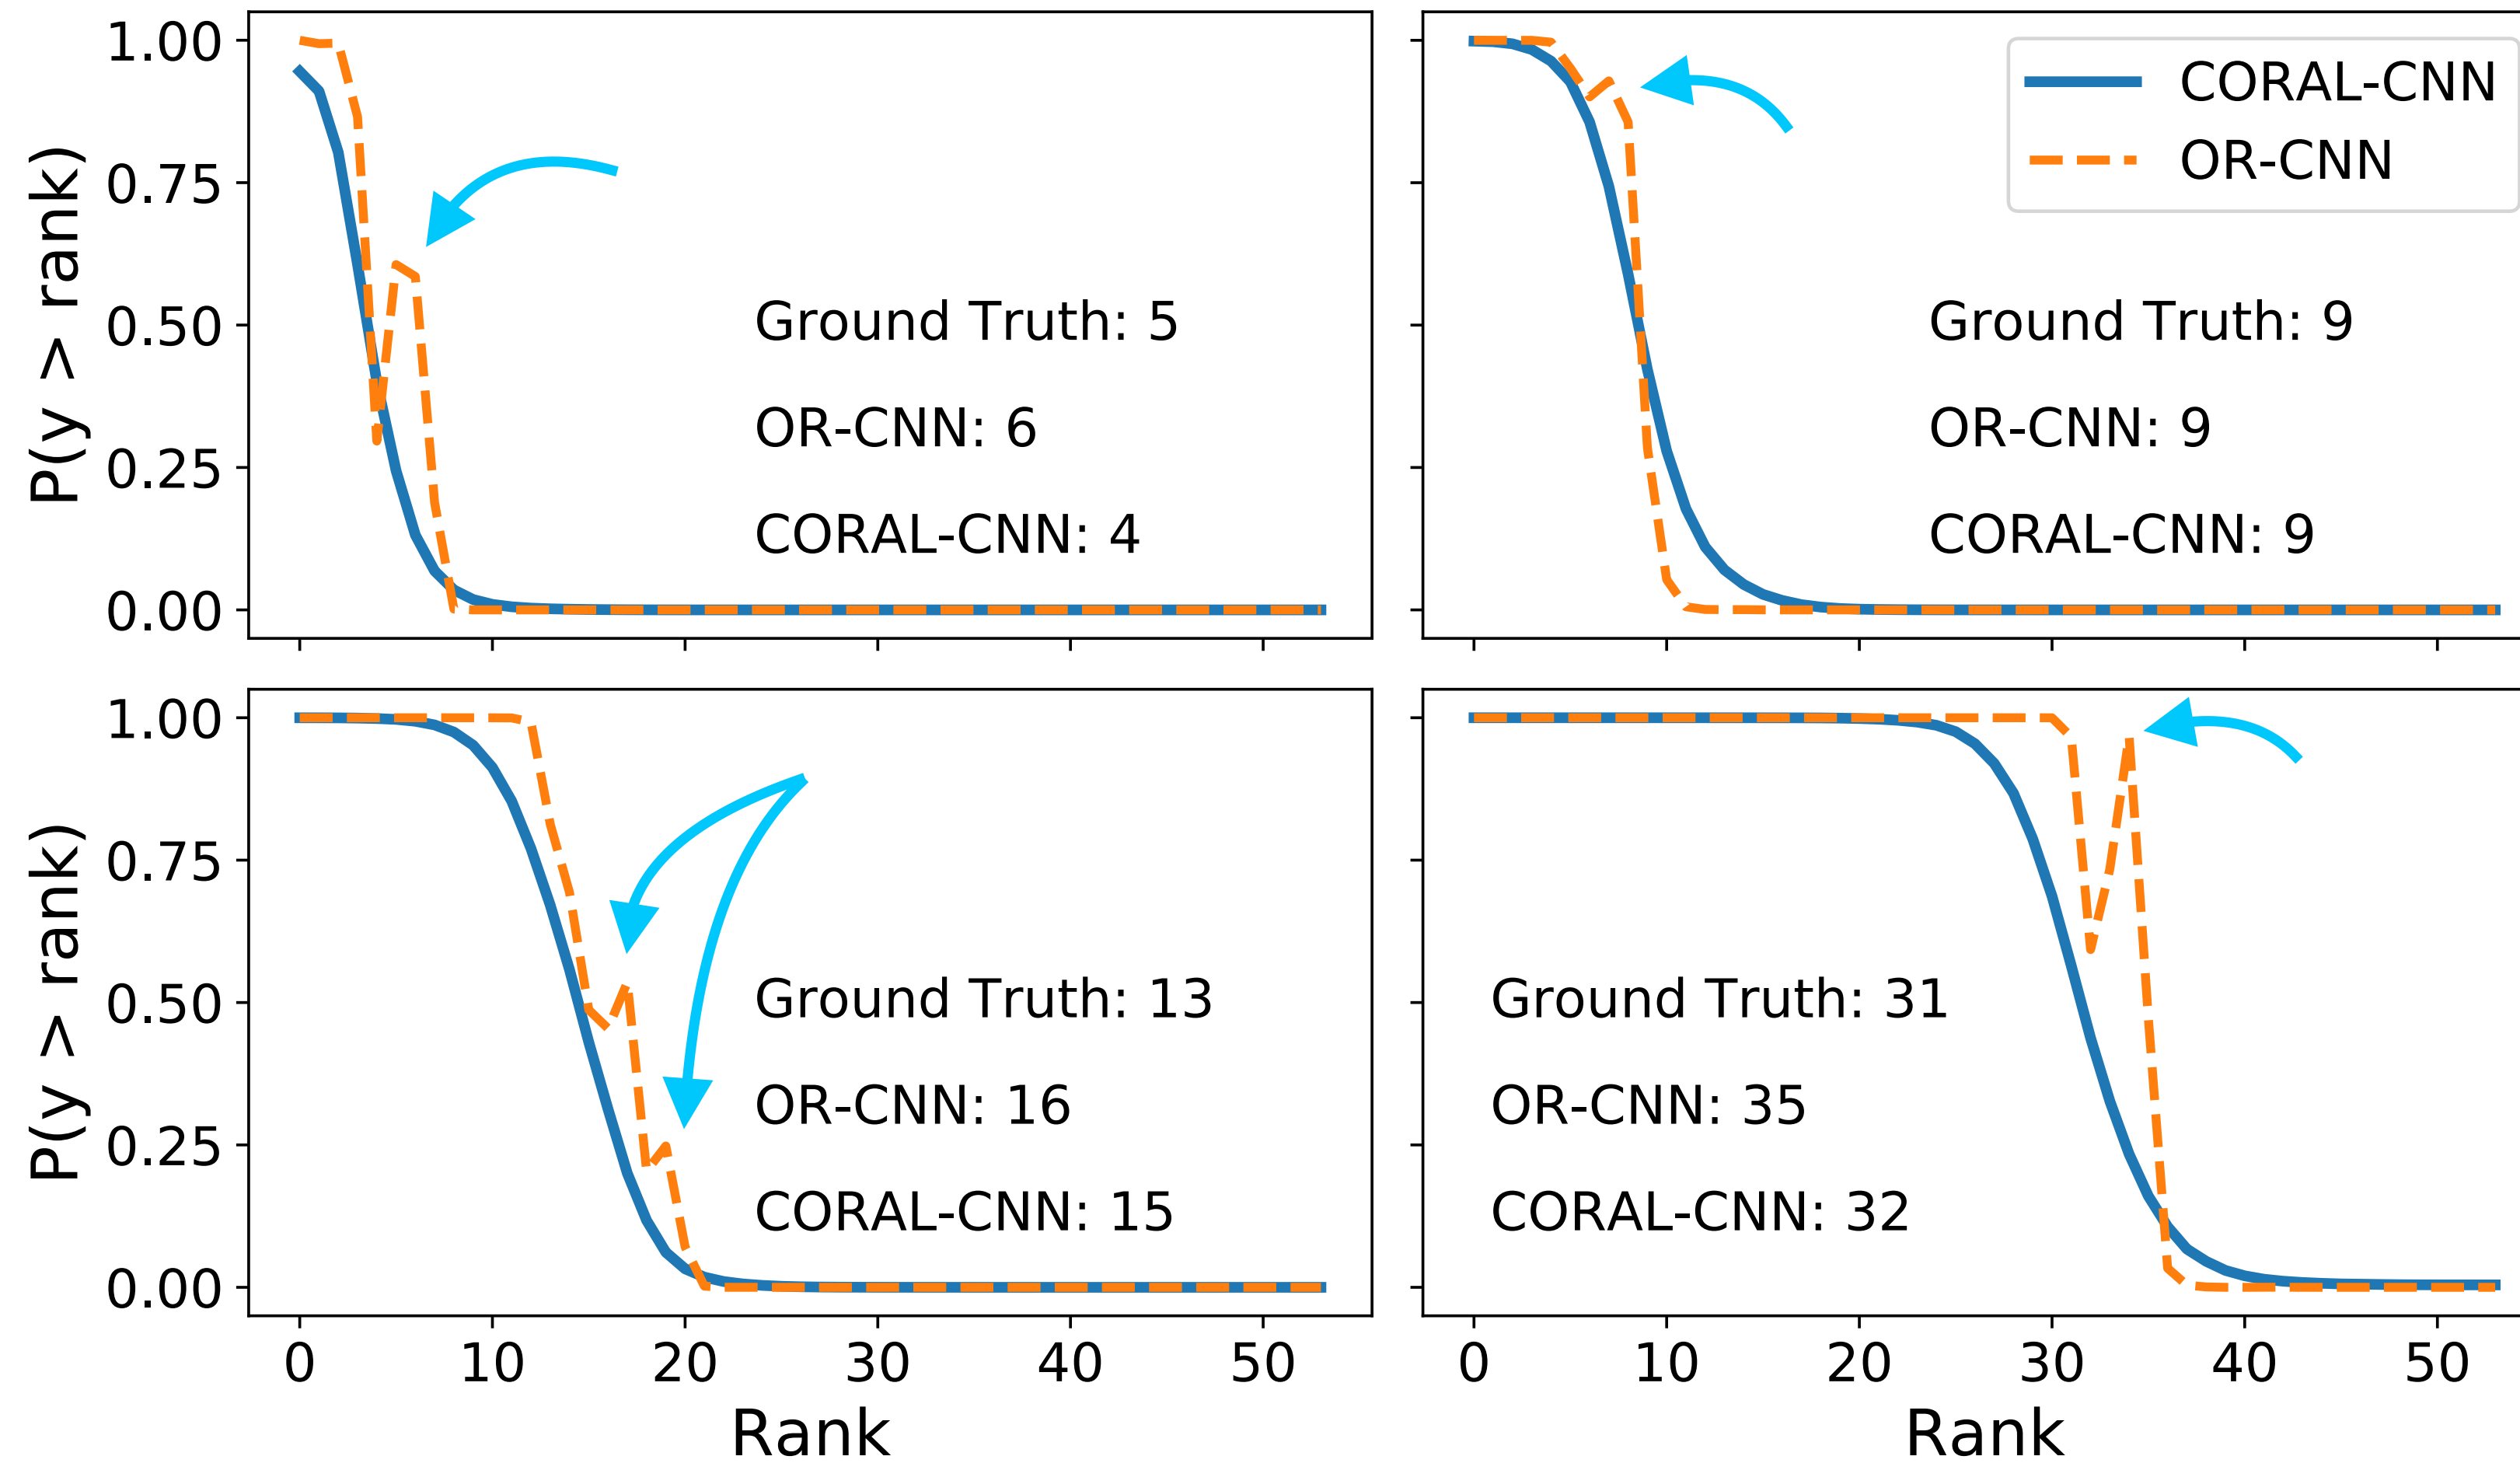 P(y > rank)
1.00
0.75
0.50
0.25
0.00
Ground Truth: 5
OR-CNN: 6
CORAL-CNN: 4
CORAL-CNN
OR-CNN
Ground Truth: 9
OR-CNN: 9
CORAL-CNN: 9
P(y > rank)
1.00
0.75
0.50
0.25
0.00
Ground Truth: 13
OR-CNN: 16
CORAL-CNN: 15
0 10 20 30 40 50
Rank
Ground Truth: 31
OR-CNN: 35
CORAL-CNN: 32
0 10 20 30 40 50
Rank